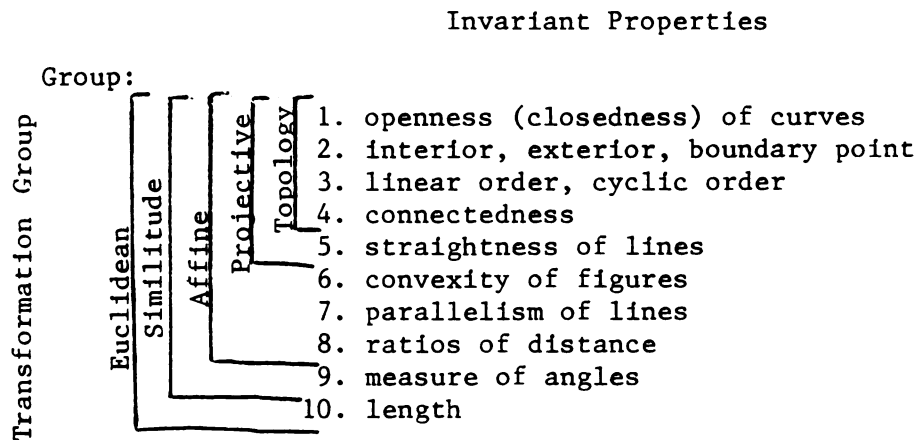 Invariant Properties
Group:
Transformation Group
Euclidean
Similitude
Affine
Projective
Topology
1. openness (closedness) of curves
2. interior, exterior, boundary point
3. linear order, cyclic order
4. connectedness
5. straightness of lines
6. convexity of figures
7. parallelism of lines
8. ratios of distance
9. measure of angles
10. length